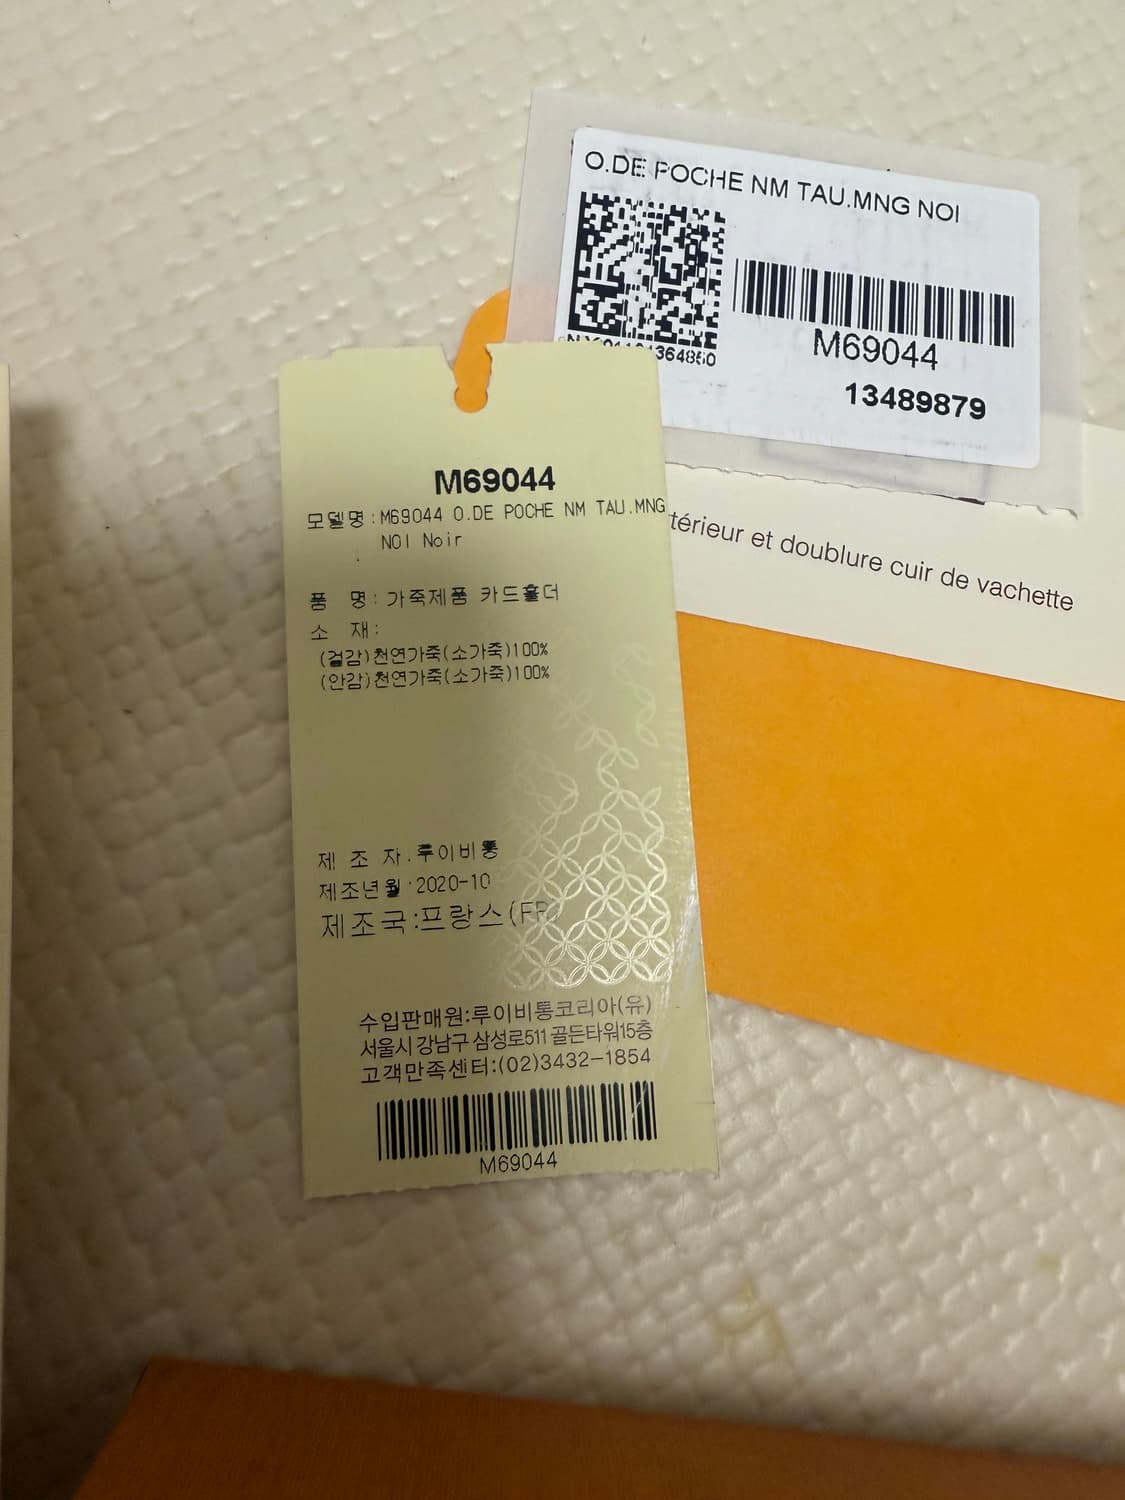 O.DE POCHE NM TAU.MNG NOI
364850
M69044
13489879
térieur et doublure cuir de vachette
M69044
모델명:M69044 O.DE POCHE NM TAU.MNG
NOI Noir
품 명: 가죽제품 카드홀더
소 재:
(겉감)천연가죽(소가죽)100%
(안감)천연가죽(소가죽)100%
제 조 자.루이비통
제조년월:2020-10
제조국:프랑스(FR)
수입판매원:루이비통코리아(유)
서울시 강남구 삼성로511 골든타워15층
고객만족센터:(02)3432-1854
M69044